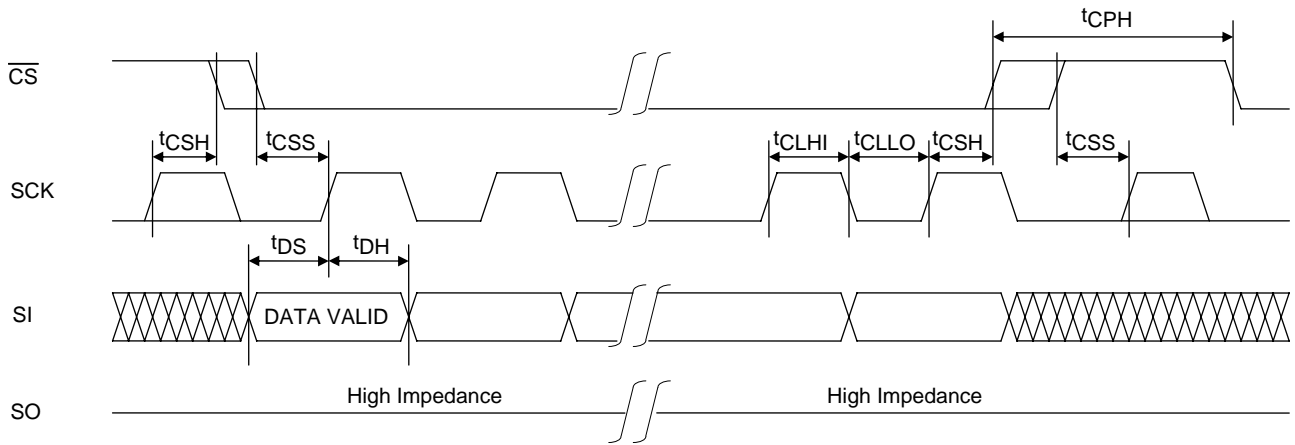 tCPH
CS
tCSH tCSS tCLHI tCLLO tCSH tCSS
SCK
tDS tDH
SI DATA VALID
High Impedance High Impedance
SO